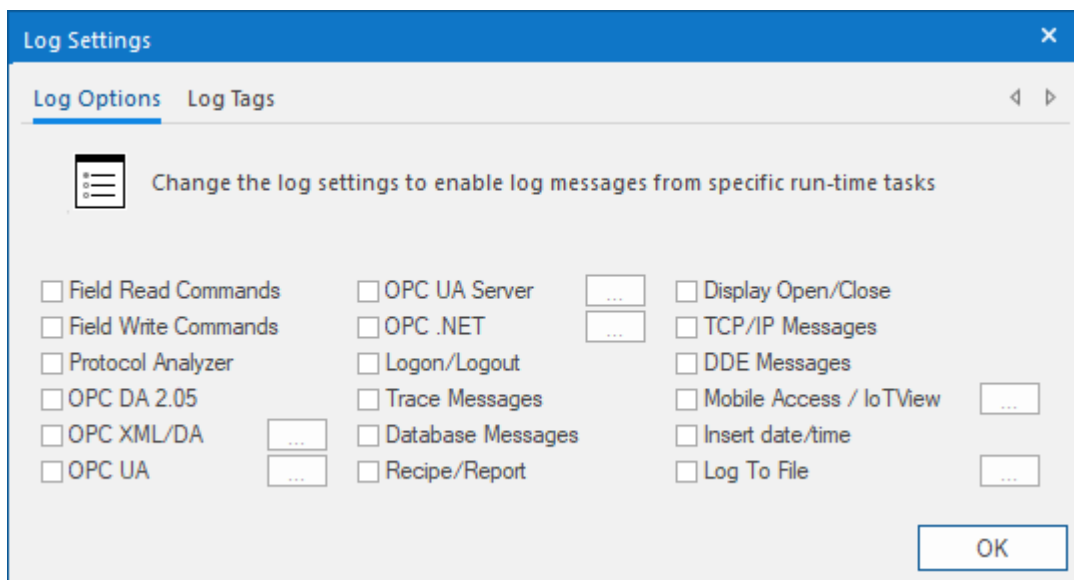 Log Settings
Log Options Log Tags
Change the log settings to enable log messages from specific run-time tasks
Field Read Commands
Field Write Commands
Protocol Analyzer
OPC DA 2.05
OPC XML/DA ...
OPC UA ...
OPC UA Server ...
OPC .NET ...
Logon/Logout
Trace Messages
Database Messages
Recipe/Report
Display Open/Close
TCP/IP Messages
DDE Messages
Mobile Access / IoTView ...
Insert date/time
Log To File ...
OK